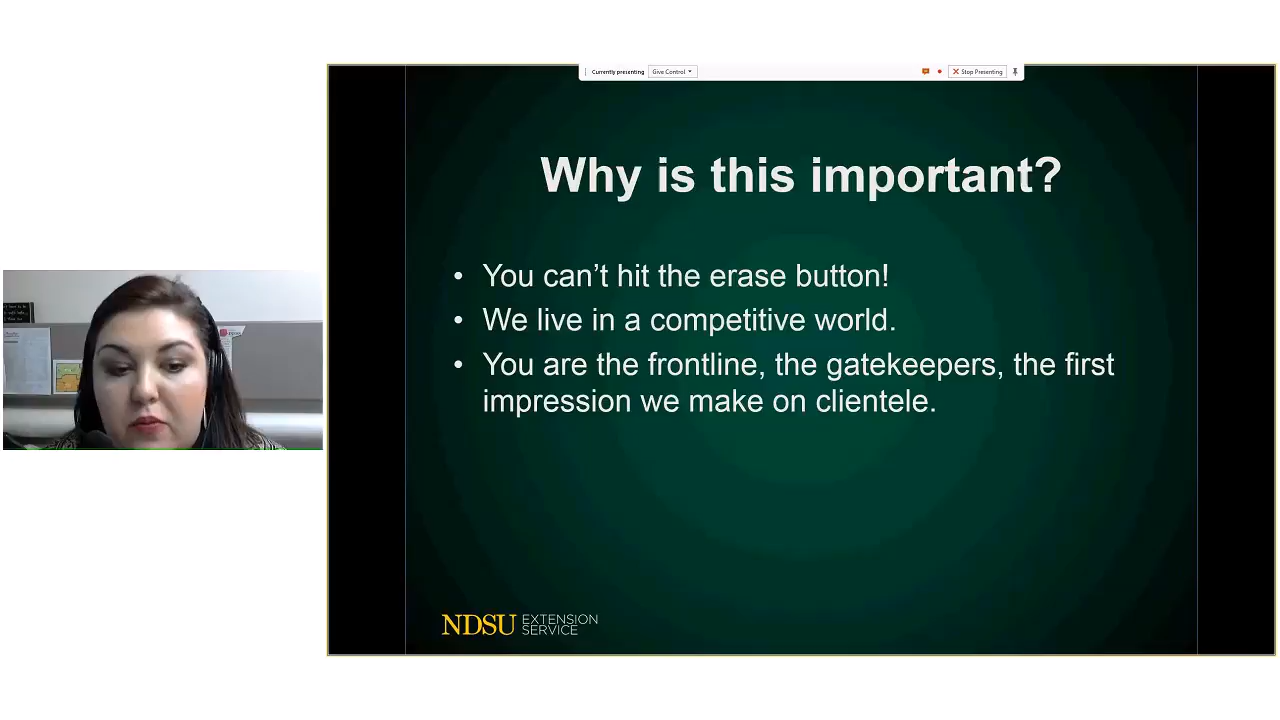 Currently presenting Give Control Stop Presenting
Why is this important?
• You can’t hit the erase button!
• We live in a competitive world.
• You are the frontline, the gatekeepers, the first
impression we make on clientele.
NDSU EXTENSION
SERVICE